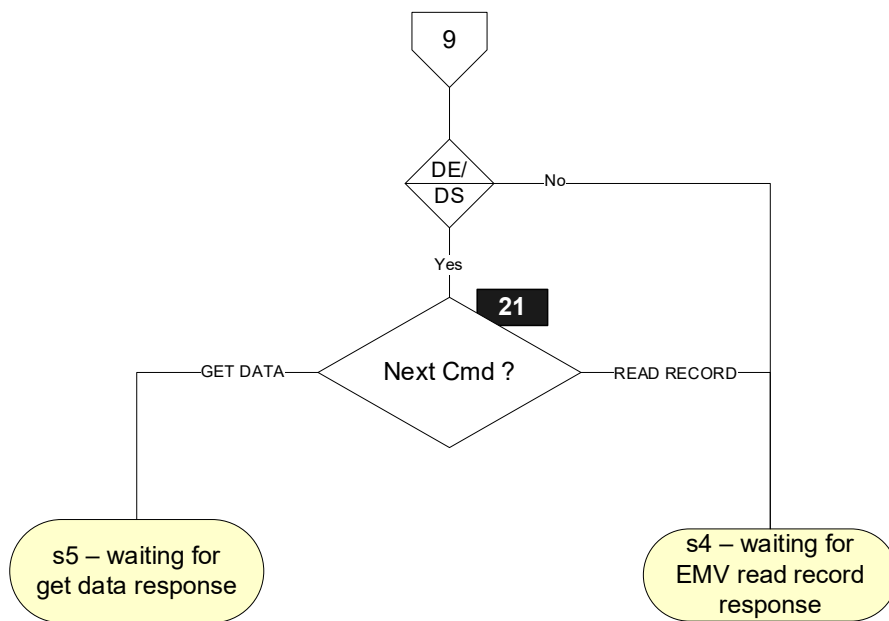 9
DE/
DS
No
Yes
21
Next Cmd ?
GET DATA
READ RECORD
s5 – waiting for
get data response
s4 – waiting for
EMV read record
response